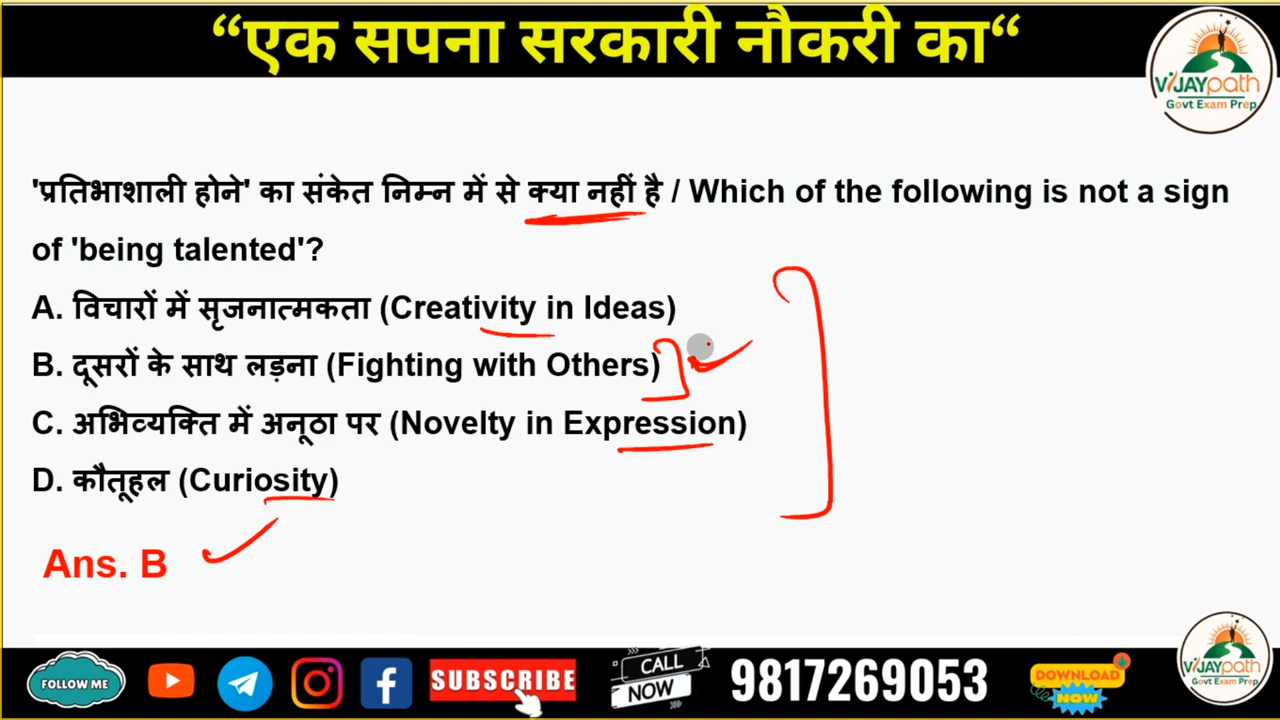 “एक सपना सरकारी नौकरी का“
VIJAYpath
Govt Exam Prep
'प्रतिभाशाली होने' का संकेत निम्न में से क्या नहीं है / Which of the following is not a sign
of 'being talented'?
A. विचारों में सृजनात्मकता (Creativity in Ideas)
B. दूसरों के साथ लड़ना (Fighting with Others)
C. अभिव्यक्ति में अनूठा पर (Novelty in Expression)
D. कौतूहल (Curiosity)
Ans. B
FOLLOW ME
SUBSCRIBE
CALL
NOW
9817269053
DOWNLOAD
NOW
VIJAYpath
Govt Exam Prep